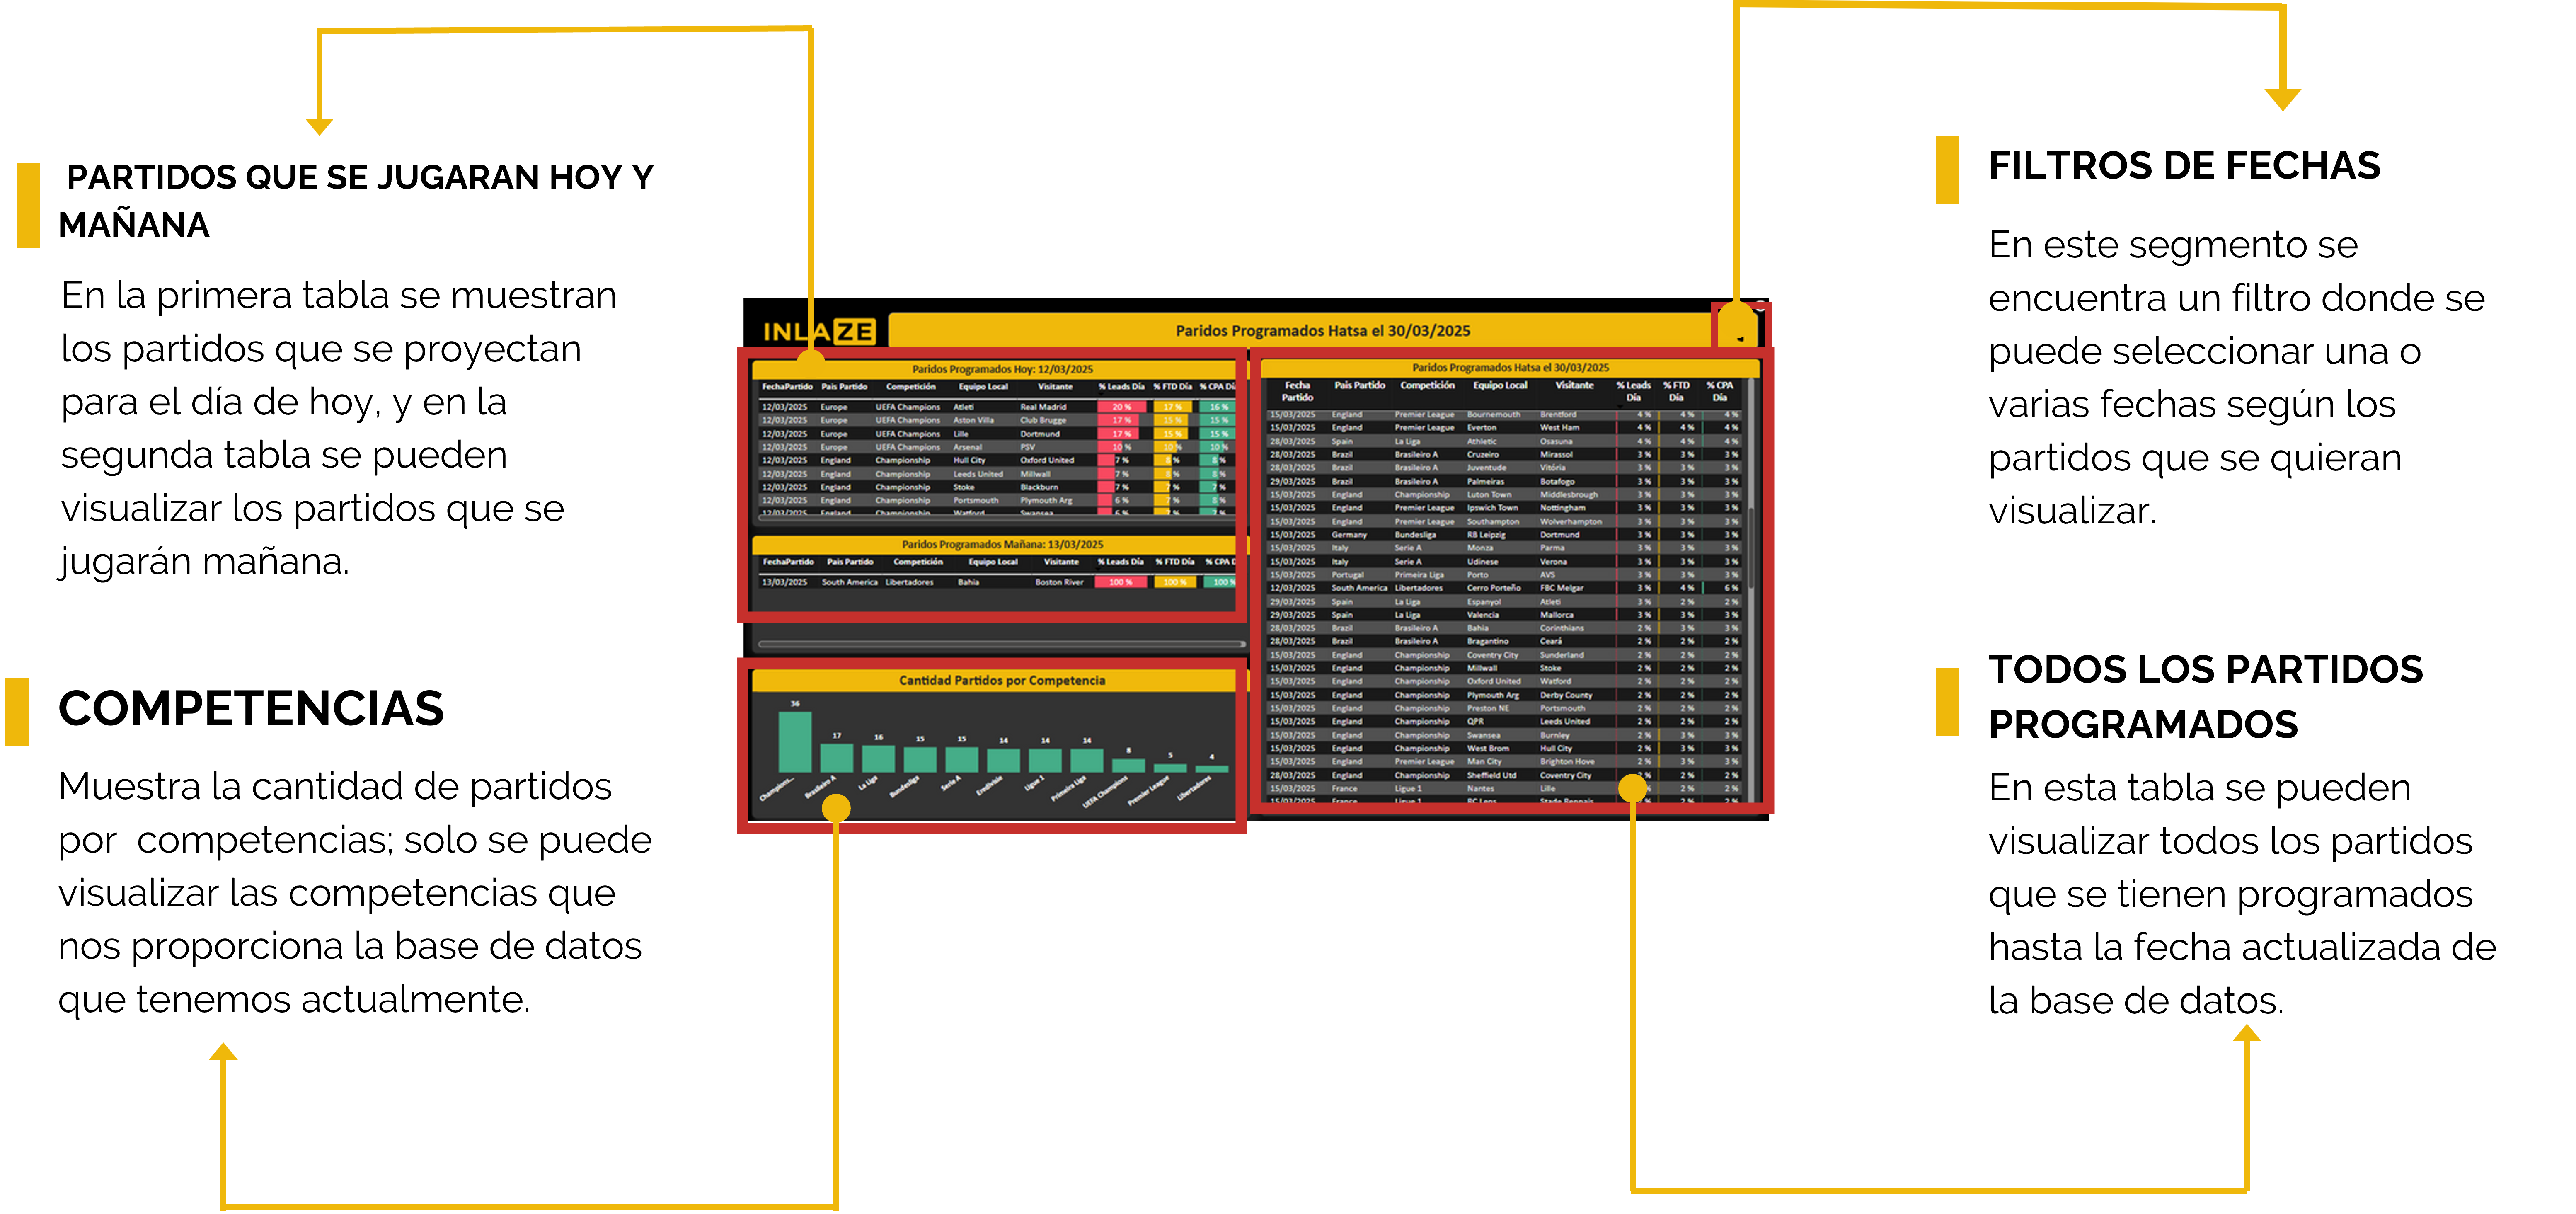 PARTIDOS QUE SE JUGARAN HOY Y
MAÑANA
En la primera tabla se muestran
los partidos que se proyectan
para el día de hoy, y en la
segunda tabla se pueden
visualizar los partidos que se
jugarán mañana.
COMPETENCIAS
Muestra la cantidad de partidos
por competencias; solo se puede
visualizar las competencias que
nos proporciona la base de datos
que tenemos actualmente.
INLAZE
Paridos Programados Hatsa el 30/03/2025
Paridos Programados Hoy: 12/03/2025
FechaPartido Pais Partido Competición Equipo Local Visitante % Leads Día % FTD Día % CPA Dí
12/03/2025 Europe UEFA Champions Atleti Real Madrid 20 % 17 % 16 %
12/03/2025 Europe UEFA Champions Aston Villa Club Brugge 17 % 15 % 15 %
12/03/2025 Europe UEFA Champions Lille Dortmund 17 % 15 % 15 %
12/03/2025 Europe UEFA Champions Arsenal PSV 10 % 10 % 10 %
12/03/2025 England Championship Hull City Oxford United 7 % 8 % 8 %
12/03/2025 England Championship Leeds United Millwall 7 % 8 % 8 %
12/03/2025 England Championship Stoke Blackburn 7 % 7 % 7 %
12/03/2025 England Championship Portsmouth Plymouth Arg 6 % 7 % 8 %
12/03/2025 England Championship Watford Swansea 6 % 7 % 7 %
Paridos Programados Mañana: 13/03/2025
FechaPartido Pais Partido Competición Equipo Local Visitante % Leads Día % FTD Día % CPA D
13/03/2025 South America Libertadores Bahia Boston River 100 % 100 % 100 %
Cantidad Partidos por Competencia
36 17 16 15 15 14 14 14 8 5 4
Champions... Brasileiro A La Liga Bundesliga Serie A Eredivisie Ligue 1 Primeira Liga UEFA Champions Premier League Libertadores
Paridos Programados Hatsa el 30/03/2025
Fecha Pais Partido Competición Equipo Local Visitante % Leads % FTD % CPA
Partido Día Día Día
15/03/2025 England Premier League Bournemouth Brentford 4 % 4 % 4 %
15/03/2025 England Premier League Everton West Ham 4 % 4 % 4 %
28/03/2025 Spain La Liga Athletic Osasuna 4 % 4 % 4 %
28/03/2025 Brazil Brasileiro A Cruzeiro Mirassol 3 % 3 % 3 %
28/03/2025 Brazil Brasileiro A Juventude Vitória 3 % 3 % 3 %
29/03/2025 Brazil Brasileiro A Palmeiras Botafogo 3 % 3 % 3 %
15/03/2025 England Championship Luton Town Middlesbrough 3 % 3 % 3 %
15/03/2025 England Premier League Ipswich Town Nottingham 3 % 3 % 3 %
15/03/2025 England Premier League Southampton Wolverhampton 3 % 3 % 3 %
15/03/2025 Germany Bundesliga RB Leipzig Dortmund 3 % 3 % 3 %
15/03/2025 Italy Serie A Monza Parma 3 % 3 % 3 %
15/03/2025 Italy Serie A Udinese Verona 3 % 3 % 3 %
15/03/2025 Portugal Primeira Liga Porto AVS 3 % 3 % 3 %
12/03/2025 South America Libertadores Cerro Porteño FBC Melgar 3 % 4 % 6 %
29/03/2025 Spain La Liga Espanyol Atleti 3 % 2 % 2 %
29/03/2025 Spain La Liga Valencia Mallorca 3 % 3 % 3 %
28/03/2025 Brazil Brasileiro A Bahia Corinthians 2 % 3 % 3 %
28/03/2025 Brazil Brasileiro A Bragantino Ceará 2 % 2 % 2 %
15/03/2025 England Championship Coventry City Sunderland 2 % 2 % 2 %
15/03/2025 England Championship Millwall Stoke 2 % 2 % 2 %
15/03/2025 England Championship Oxford United Watford 2 % 2 % 2 %
15/03/2025 England Championship Plymouth Arg Derby County 2 % 2 % 2 %
15/03/2025 England Championship Preston NE Portsmouth 2 % 2 % 2 %
15/03/2025 England Championship QPR Leeds United 2 % 2 % 2 %
15/03/2025 England Championship Swansea Burnley 2 % 3 % 3 %
15/03/2025 England Championship West Brom Hull City 2 % 3 % 3 %
15/03/2025 England Premier League Man City Brighton Hove 2 % 3 % 3 %
28/03/2025 England Championship Sheffield Utd Coventry City % 2 % 2 %
15/03/2025 France Ligue 1 Nantes Lille % 2 % 2 %
15/03/2025 France Ligue 1 RC Lens Stade Rennais 2 % 2 %
FILTROS DE FECHAS
En este segmento se
encuentra un filtro donde se
puede seleccionar una o
varias fechas según los
partidos que se quieran
visualizar.
TODOS LOS PARTIDOS
PROGRAMADOS
En esta tabla se pueden
visualizar todos los partidos
que se tienen programados
hasta la fecha actualizada de
la base de datos.